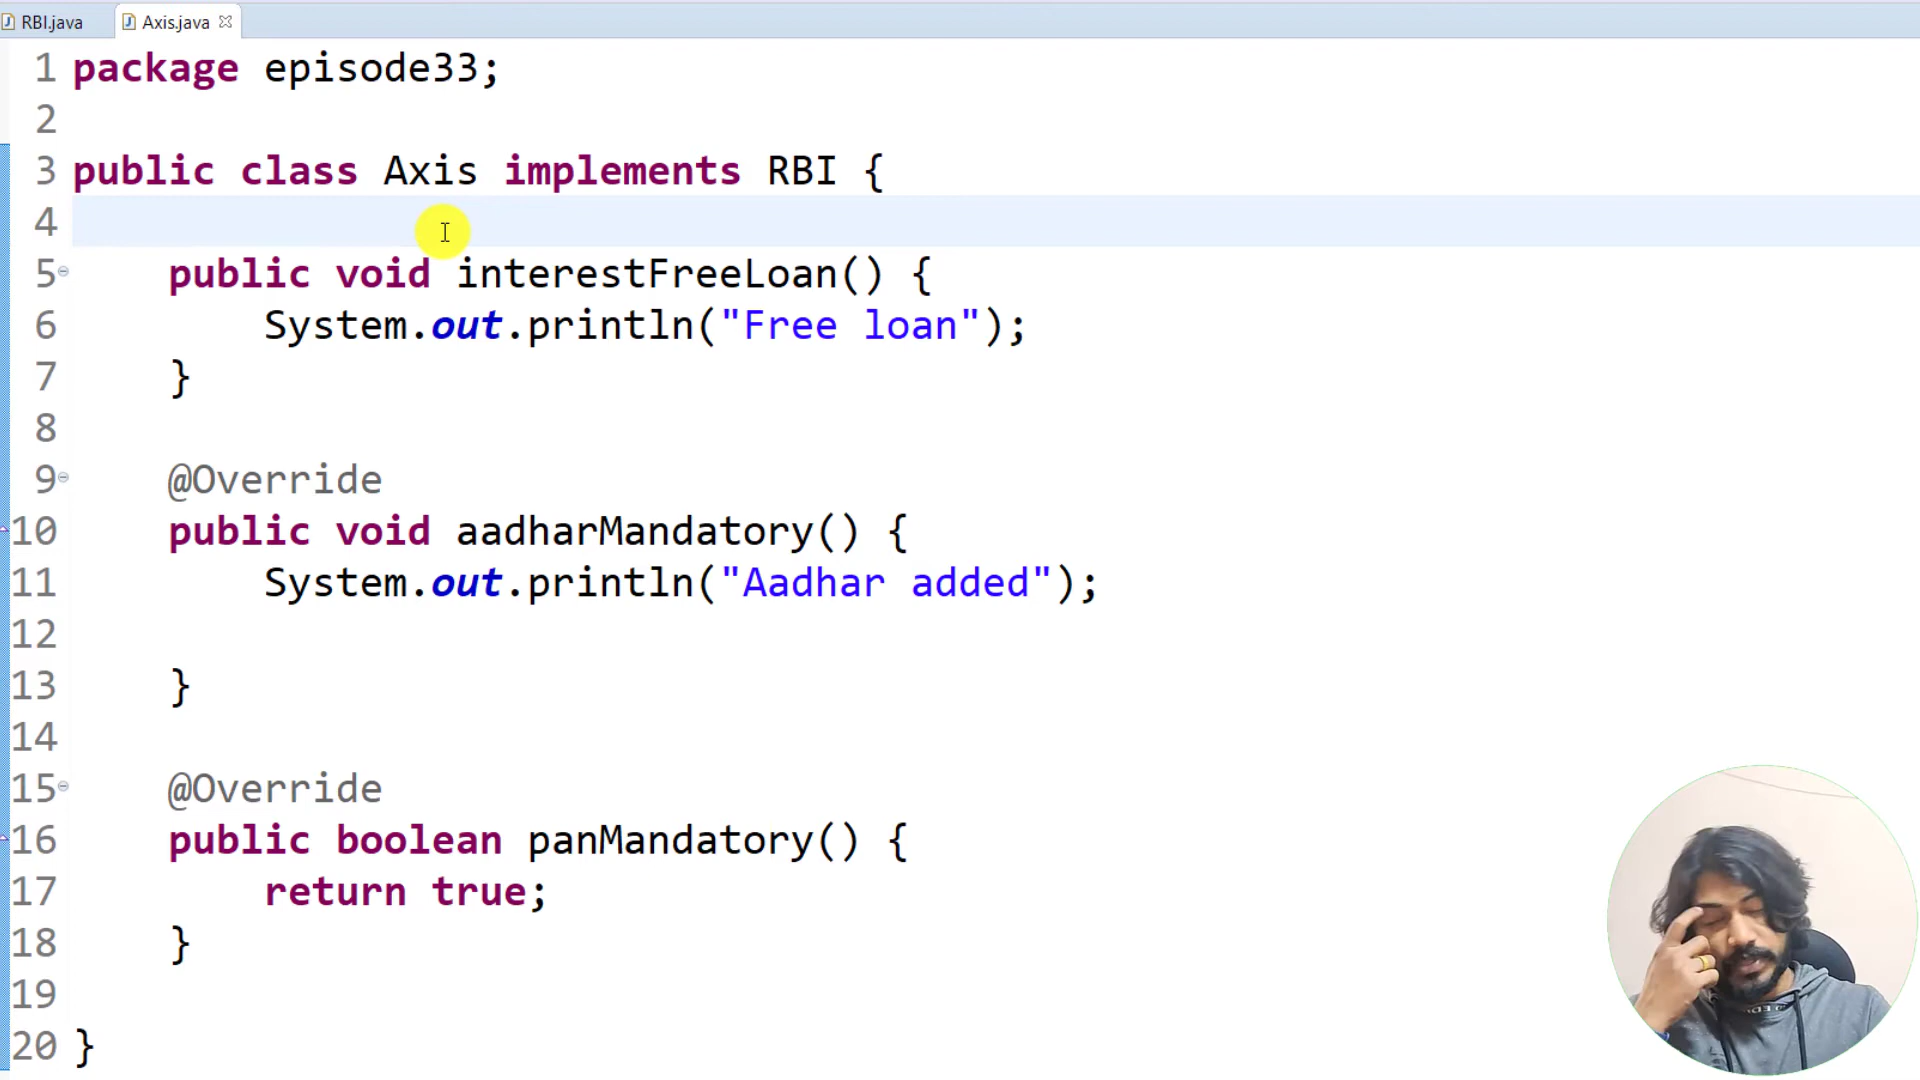 RBI.java Axis.java
1 package episode33;
2
3 public class Axis implements RBI {
4
5 public void interestFreeLoan() {
6 System.out.println("Free loan");
7 }
8
9 @Override
10 public void aadharMandatory() {
11 System.out.println("Aadhar added");
12
13 }
14
15 @Override
16 public boolean panMandatory() {
17 return true;
18 }
19
20 }